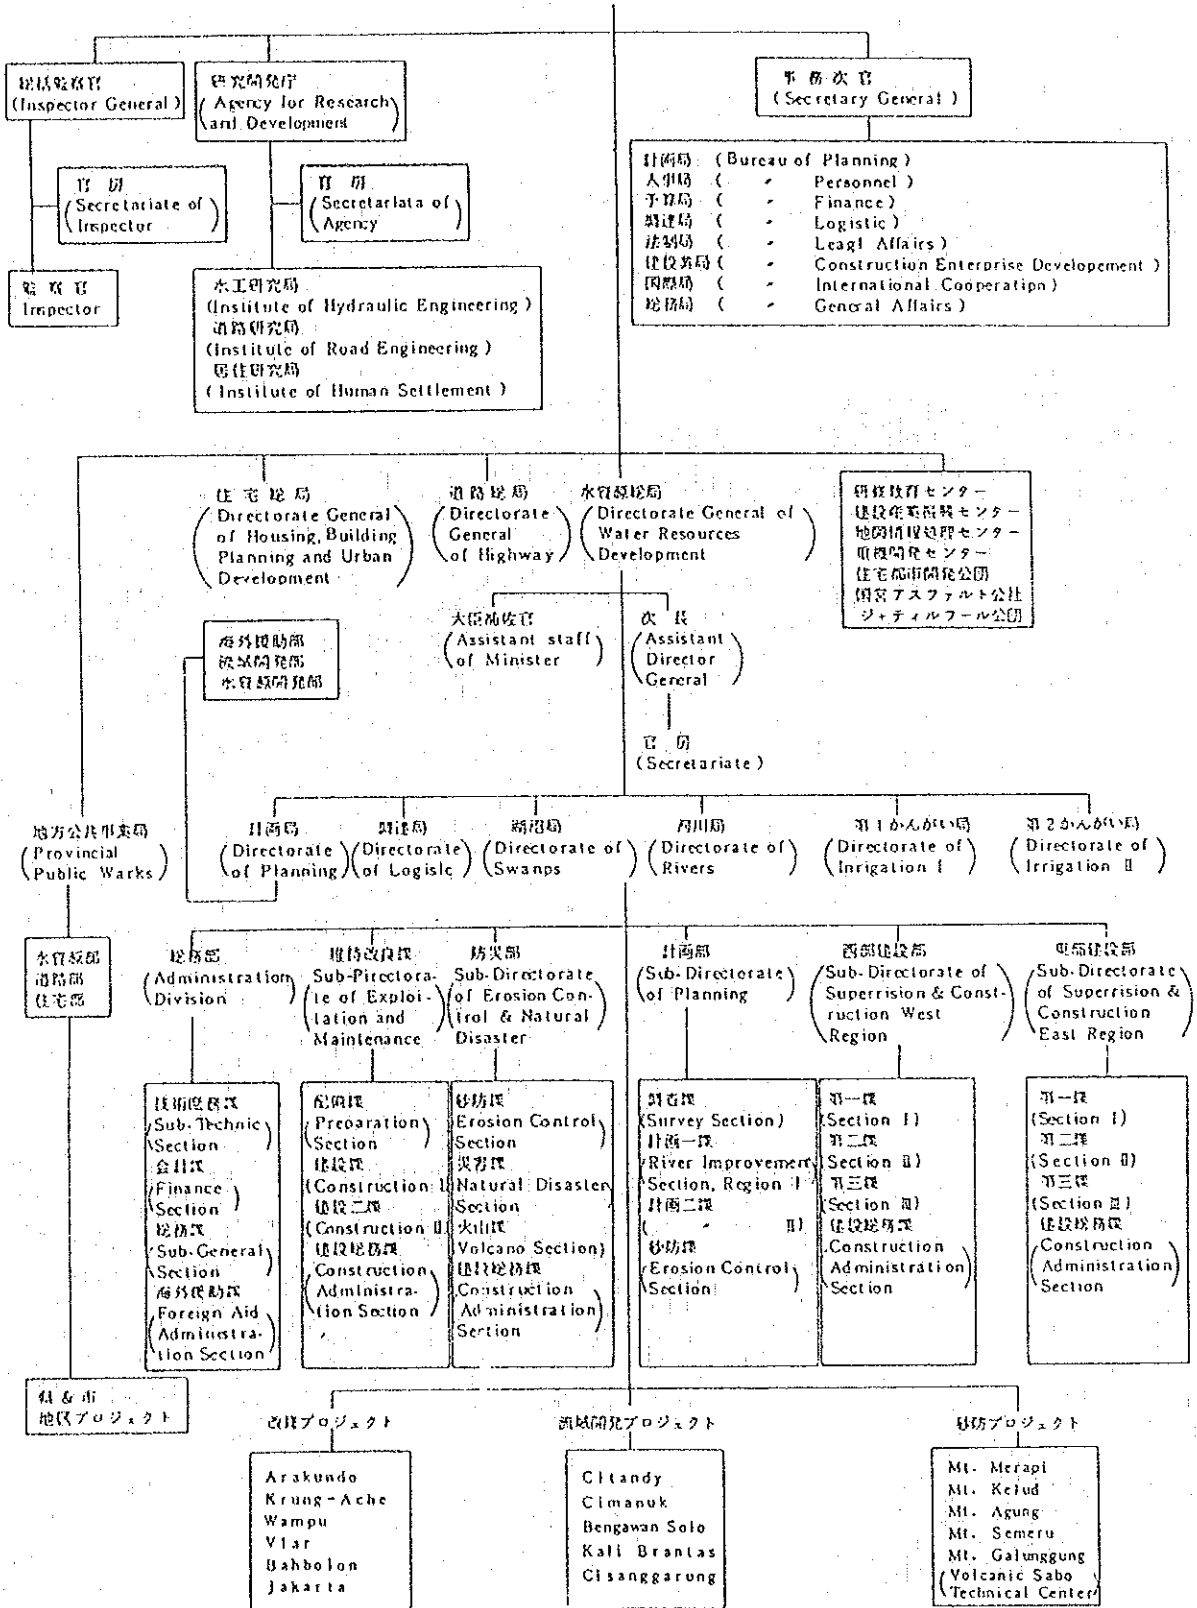 総括監察官
(Inspector General)
研究開発庁
(Agency for Research
and Development)
事務次官
(Secretary General)
官房
(Secretariate of
Inspector)
官房
(Secretariata of
Agency)
監察官
Inspector
水工研究局
(Institute of Hydraulic Engineering)
道路研究局
(Institute of Road Engineering)
居住研究局
(Institute of Human Settlement)
計画局 (Bureau of Planning)
人事局 ( 〃 Personnel)
予算局 ( 〃 Finance)
調達局 ( 〃 Logistic)
法制局 ( 〃 Leagl Affairs)
建設業局 ( 〃 Construction Enterprise Developement)
国際局 ( 〃 International Cooperation)
総務局 ( 〃 General Affairs)
住宅総局
(Directorate General
of Housing, Building
Planning and Urban
Development)
道路総局
(Directorate
General
of Highway)
水資源総局
(Directorate General of
Water Resources
Development)
研修教育センター
建設産業振興センター
地図情報処理センター
重機開発センター
住宅都市開発公団
国営アスファルト公社
ジャティルフール公団
大臣補佐官
(Assistant staff
of Minister)
次長
(Assistant
Director
General)
海外援助部
流域開発部
水資源開発部
官房
(Secretariate)
地方公共事業局
(Provincial
Public Warks)
計画局
(Directorate
of Planning)
調達局
(Directorate
of Logisic)
湖沼局
(Directorate of
Swanps)
河川局
(Directorate of
Rivers)
第1かんがい局
(Directorate of
Inrigation I)
第2かんがい局
(Directorate of
Irrigation II)
水資源部
道路部
住宅部
総務部
(Administration
Division)
維持改良課
(Sub-Pirectora-
te of Exploi-
tation and
Maintenance)
防災部
(Sub-Directorate
of Erosion Con-
trol & Natural
Disaster)
計画部
(Sub-Directorate
of Planning)
西部建設部
(Sub-Directorate of
Superrision & Const-
ruction West
Region)
東部建設部
(Sub-Directorate
of Superrision &
Construction
East Region)
技術庶務課
(Sub-Technic
Section)
会計課
(Finance
Section)
総務課
(Sub-General
Section)
海外援助課
(Foreign Aid
Administra-
tion Section)
配備課
(Preparation
Section)
建設課
(Construction I)
建設二課
(Construction II)
建設総務課
(Construction
Administra-
tion Section)
砂防課
(Erosion Control
Section)
災害課
(Natural Disaster
Section)
火山課
(Volcano Section)
建設総務課
(Construction
Administration
Section)
調査課
(Survey Section)
計画一課
(River Improvement
Section, Region I)
計画二課
( 〃 II)
砂防課
(Erosion Control
Section)
第一課
(Section I)
第二課
(Section II)
第三課
(Section III)
建設総務課
(Construction
Administration
Section)
第一課
(Section I)
第二課
(Section II)
第三課
(Section III)
建設総務課
(Construction
Administration
Section)
県&市
地区プロジェクト
改修プロジェクト
流域開発プロジェクト
砂防プロジェクト
Arakundo
Krung-Ache
Wampu
Vlar
Bahbolon
Jakarta
Citandy
Cimanuk
Bengawan Solo
Kali Brantas
Cisanggarung
Mt. Merapi
Mt. Kelud
Mt. Agung
Mt. Semeru
Mt. Galunggung
(Volcanic Sabo
Technical Center)